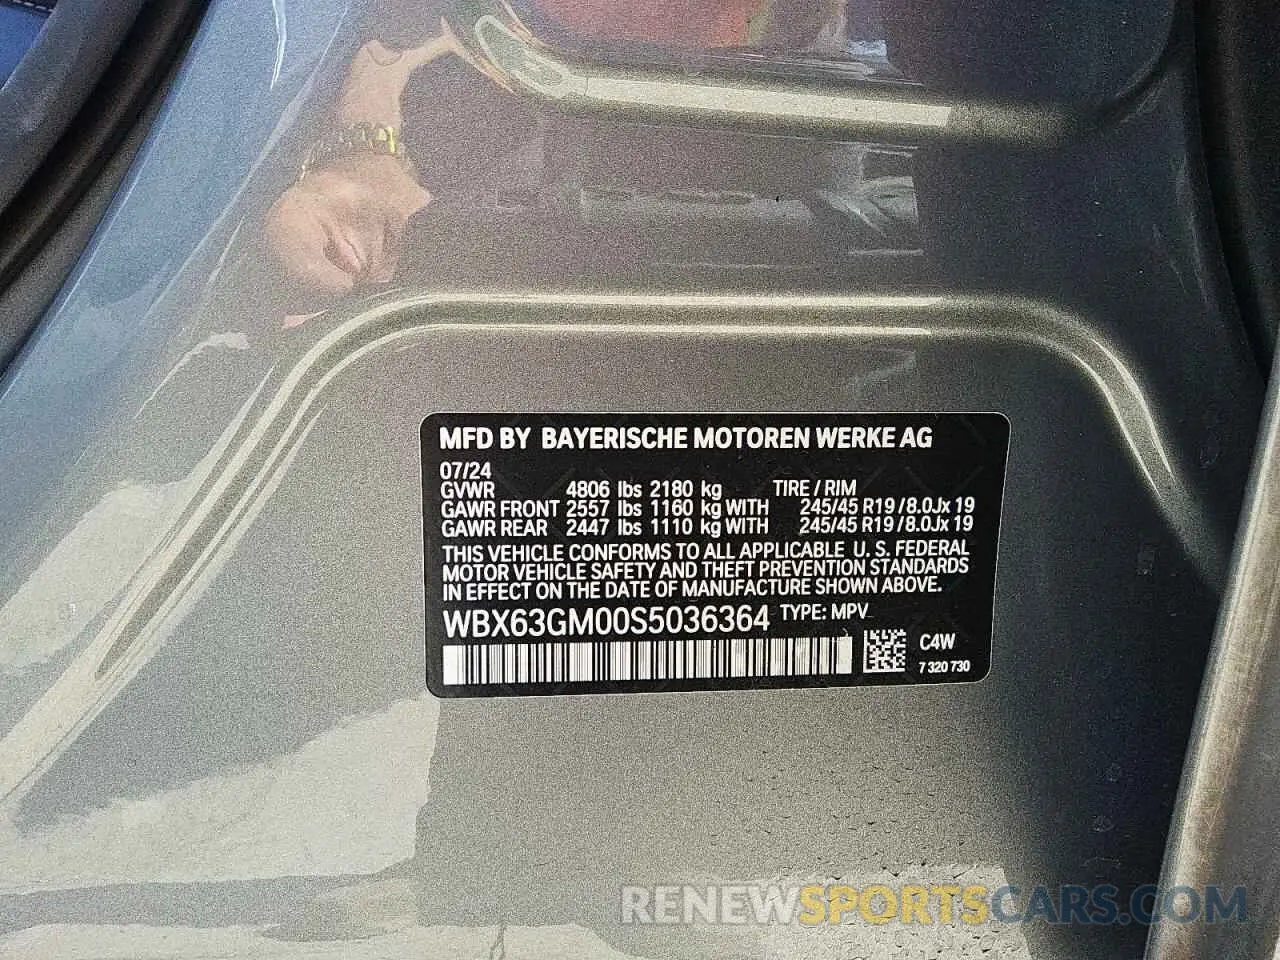 MFD BY BAYERISCHE MOTOREN WERKE AG
07/24
GVWR 4806 lbs 2180 kg TIRE / RIM
GAWR FRONT 2557 lbs 1160 kg WITH 245/45 R19 / 8.0Jx 19
GAWR REAR 2447 lbs 1110 kg WITH 245/45 R19 / 8.0Jx 19
THIS VEHICLE CONFORMS TO ALL APPLICABLE U. S. FEDERAL
MOTOR VEHICLE SAFETY AND THEFT PREVENTION STANDARDS
IN EFFECT ON THE DATE OF MANUFACTURE SHOWN ABOVE.
WBX63GM00S5036364 TYPE: MPV
C4W
7 320 730
RENEWSPORTSCARS.COM